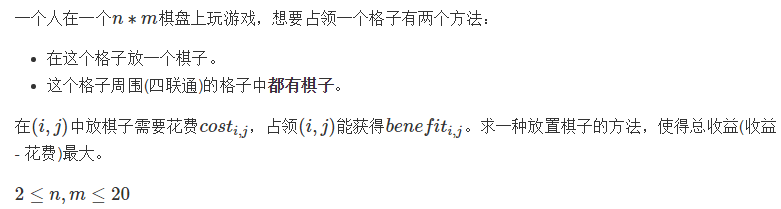 一个人在一个n * m棋盘上玩游戏，想要占领一个格子有两个方法：
• 在这个格子放一个棋子。
• 这个格子周围(四联通)的格子中都有棋子。
在(i, j)中放棋子需要花费cost_{i,j}，占领(i, j)能获得benefit_{i,j}。求一种放置棋子的方法，使得总收益(收益
- 花费)最大。
2 ≤ n, m ≤ 20